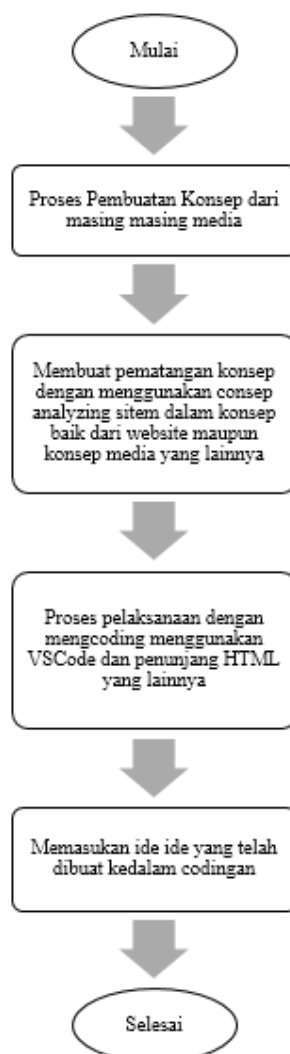 Mulai
Proses Pembuatan Konsep dari
masing masing media
Membuat pematangan konsep
dengan menggunakan consep
analyzing sitem dalam konsep
baik dari website maupun
konsep media yang lainnya
Proses pelaksanaan dengan
mengcoding menggunakan
VSCode dan penunjang HTML
yang lainnya
Memasukan ide ide yang telah
dibuat kedalam codingan
Selesai